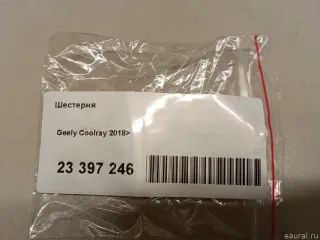 Шестерня
Geely Coolray 2018>
23 397 246
eaural.ru